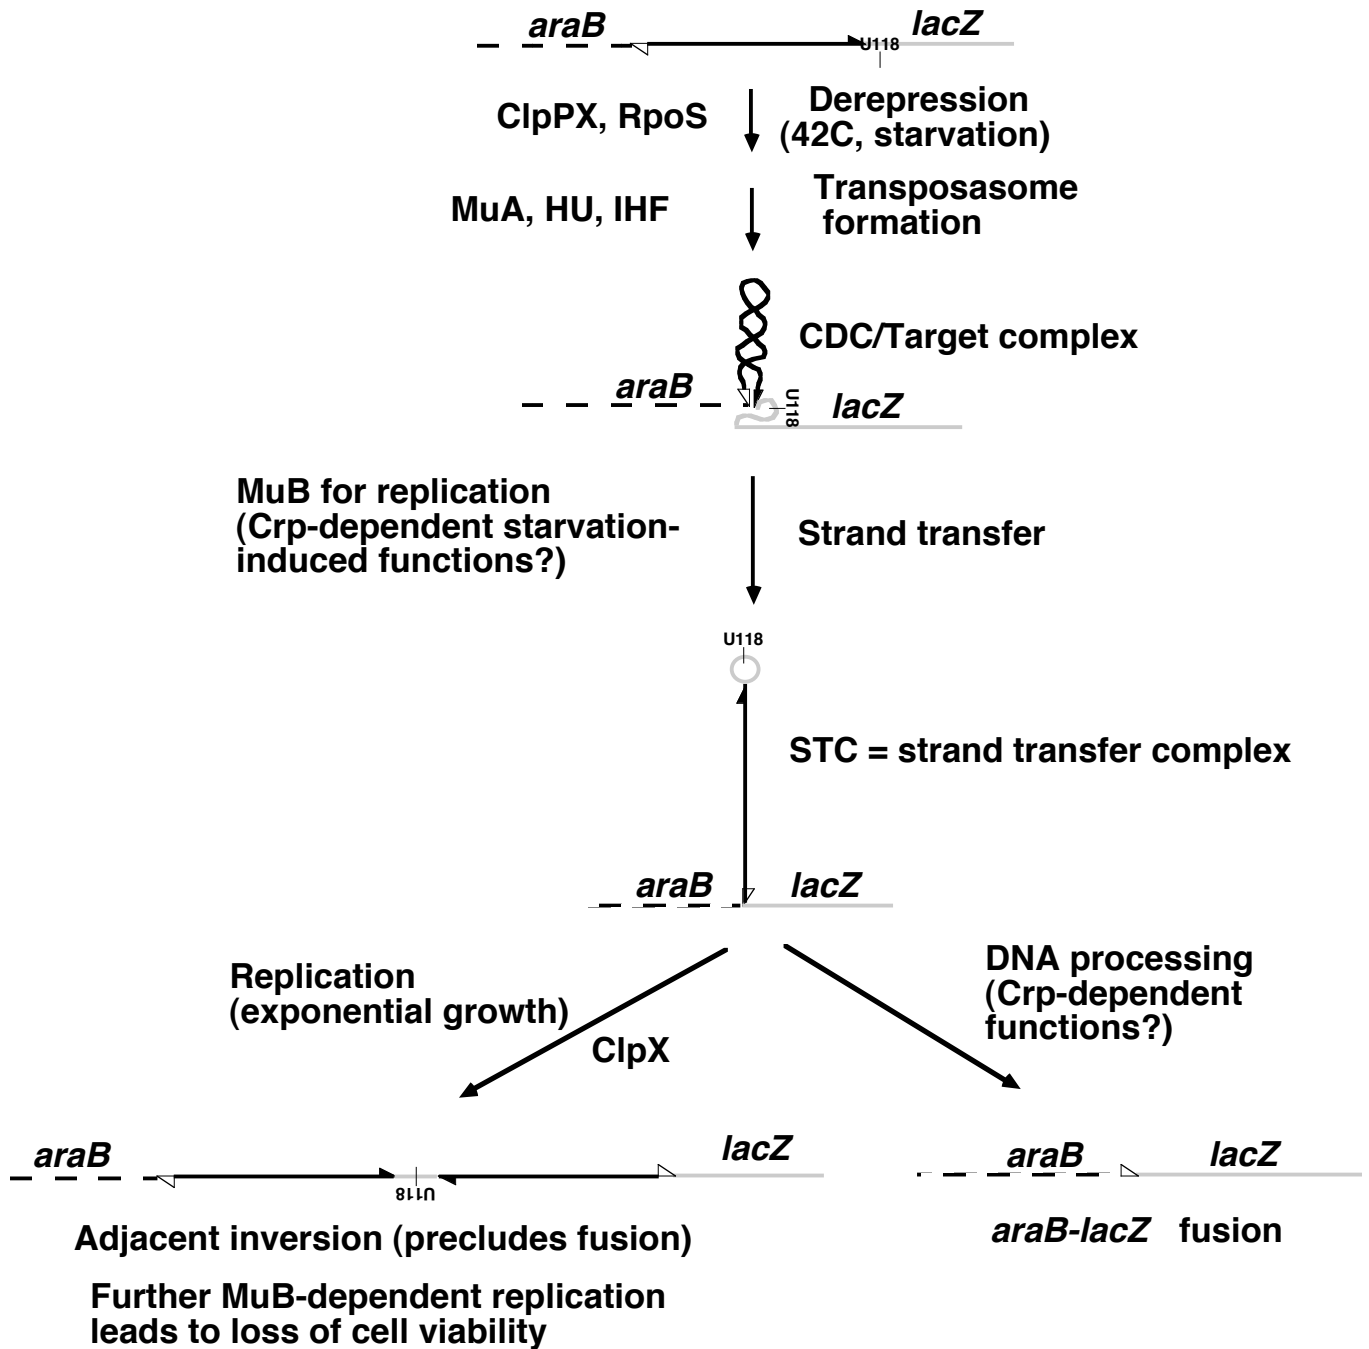 araB lacZ
U118
ClpPX, RpoS
Derepression
(42C, starvation)
MuA, HU, IHF
Transposasome
formation
CDC/Target complex
araB U118 lacZ
MuB for replication
(Crp-dependent starvation-
induced functions?)
Strand transfer
U118
STC = strand transfer complex
araB lacZ
Replication
(exponential growth)
ClpX
DNA processing
(Crp-dependent
functions?)
araB lacZ
U118
araB lacZ
Adjacent inversion (precludes fusion)
araB-lacZ fusion
Further MuB-dependent replication
leads to loss of cell viability